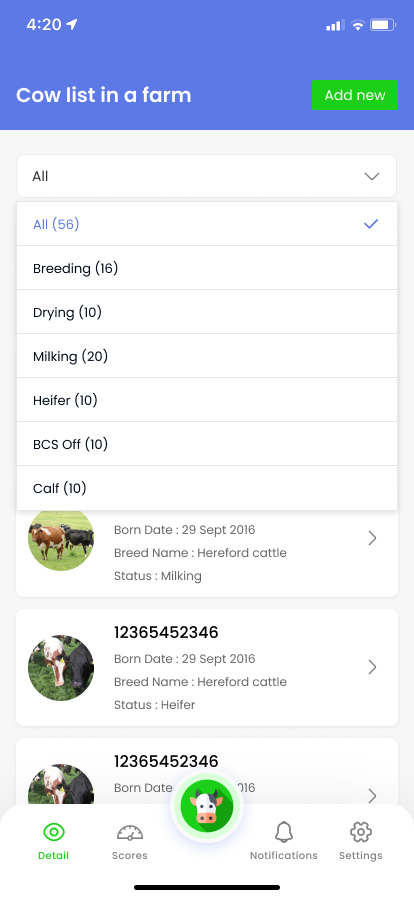 4:20
Cow list in a farm
Add new
All
All (56)
Breeding (16)
Drying (10)
Milking (20)
Heifer (10)
BCS Off (10)
Calf (10)
Born Date : 29 Sept 2016
Breed Name : Hereford cattle
Status : Milking
12365452346
Born Date : 29 Sept 2016
Breed Name : Hereford cattle
Status : Heifer
12365452346
Born Date : 2 016
Detail
Scores
Notifications
Settings